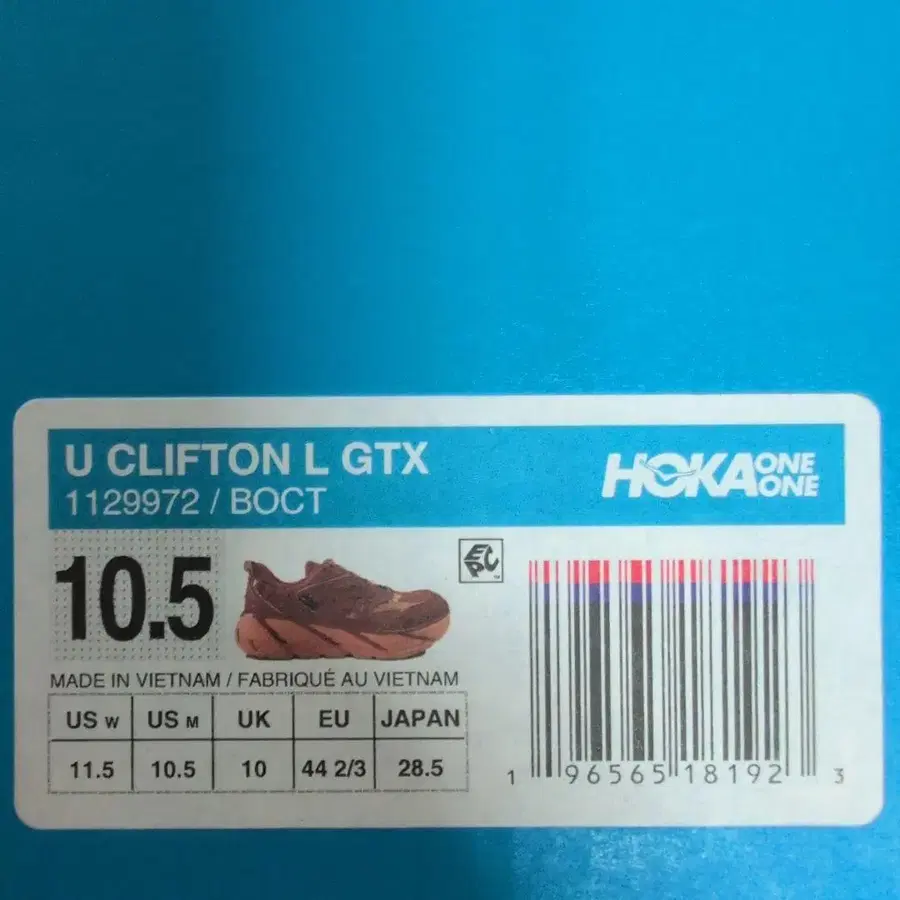 U CLIFTON L GTX
1129972 / BOCT
HOKA ONE ONE
10.5
EPC
MADE IN VIETNAM / FABRIQUÉ AU VIETNAM
US W US M UK EU JAPAN
11.5 10.5 10 44 2/3 28.5
1 96565 18192 3